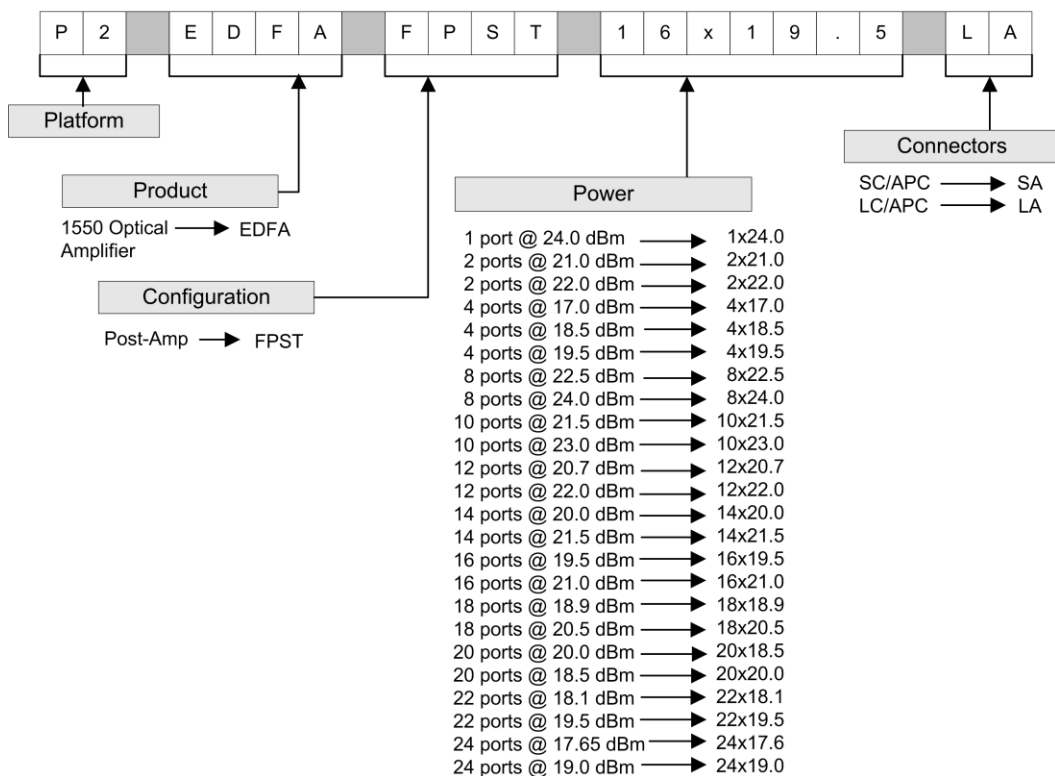 P 2 E D F A F P S T 1 6 x 1 9 . 5 L A
Platform
Connectors
SC/APC SA
LC/APC LA
Product
1550 Optical EDFA
Amplifier
Configuration
Post-Amp FPST
Power
1 port @ 24.0 dBm 1x24.0
2 ports @ 21.0 dBm 2x21.0
2 ports @ 22.0 dBm 2x22.0
4 ports @ 17.0 dBm 4x17.0
4 ports @ 18.5 dBm 4x18.5
4 ports @ 19.5 dBm 4x19.5
8 ports @ 22.5 dBm 8x22.5
8 ports @ 24.0 dBm 8x24.0
10 ports @ 21.5 dBm 10x21.5
10 ports @ 23.0 dBm 10x23.0
12 ports @ 20.7 dBm 12x20.7
12 ports @ 22.0 dBm 12x22.0
14 ports @ 20.0 dBm 14x20.0
14 ports @ 21.5 dBm 14x21.5
16 ports @ 19.5 dBm 16x19.5
16 ports @ 21.0 dBm 16x21.0
18 ports @ 18.9 dBm 18x18.9
18 ports @ 20.5 dBm 18x20.5
20 ports @ 20.0 dBm 20x18.5
20 ports @ 18.5 dBm 20x20.0
22 ports @ 18.1 dBm 22x18.1
22 ports @ 19.5 dBm 22x19.5
24 ports @ 17.65 dBm 24x17.6
24 ports @ 19.0 dBm 24x19.0